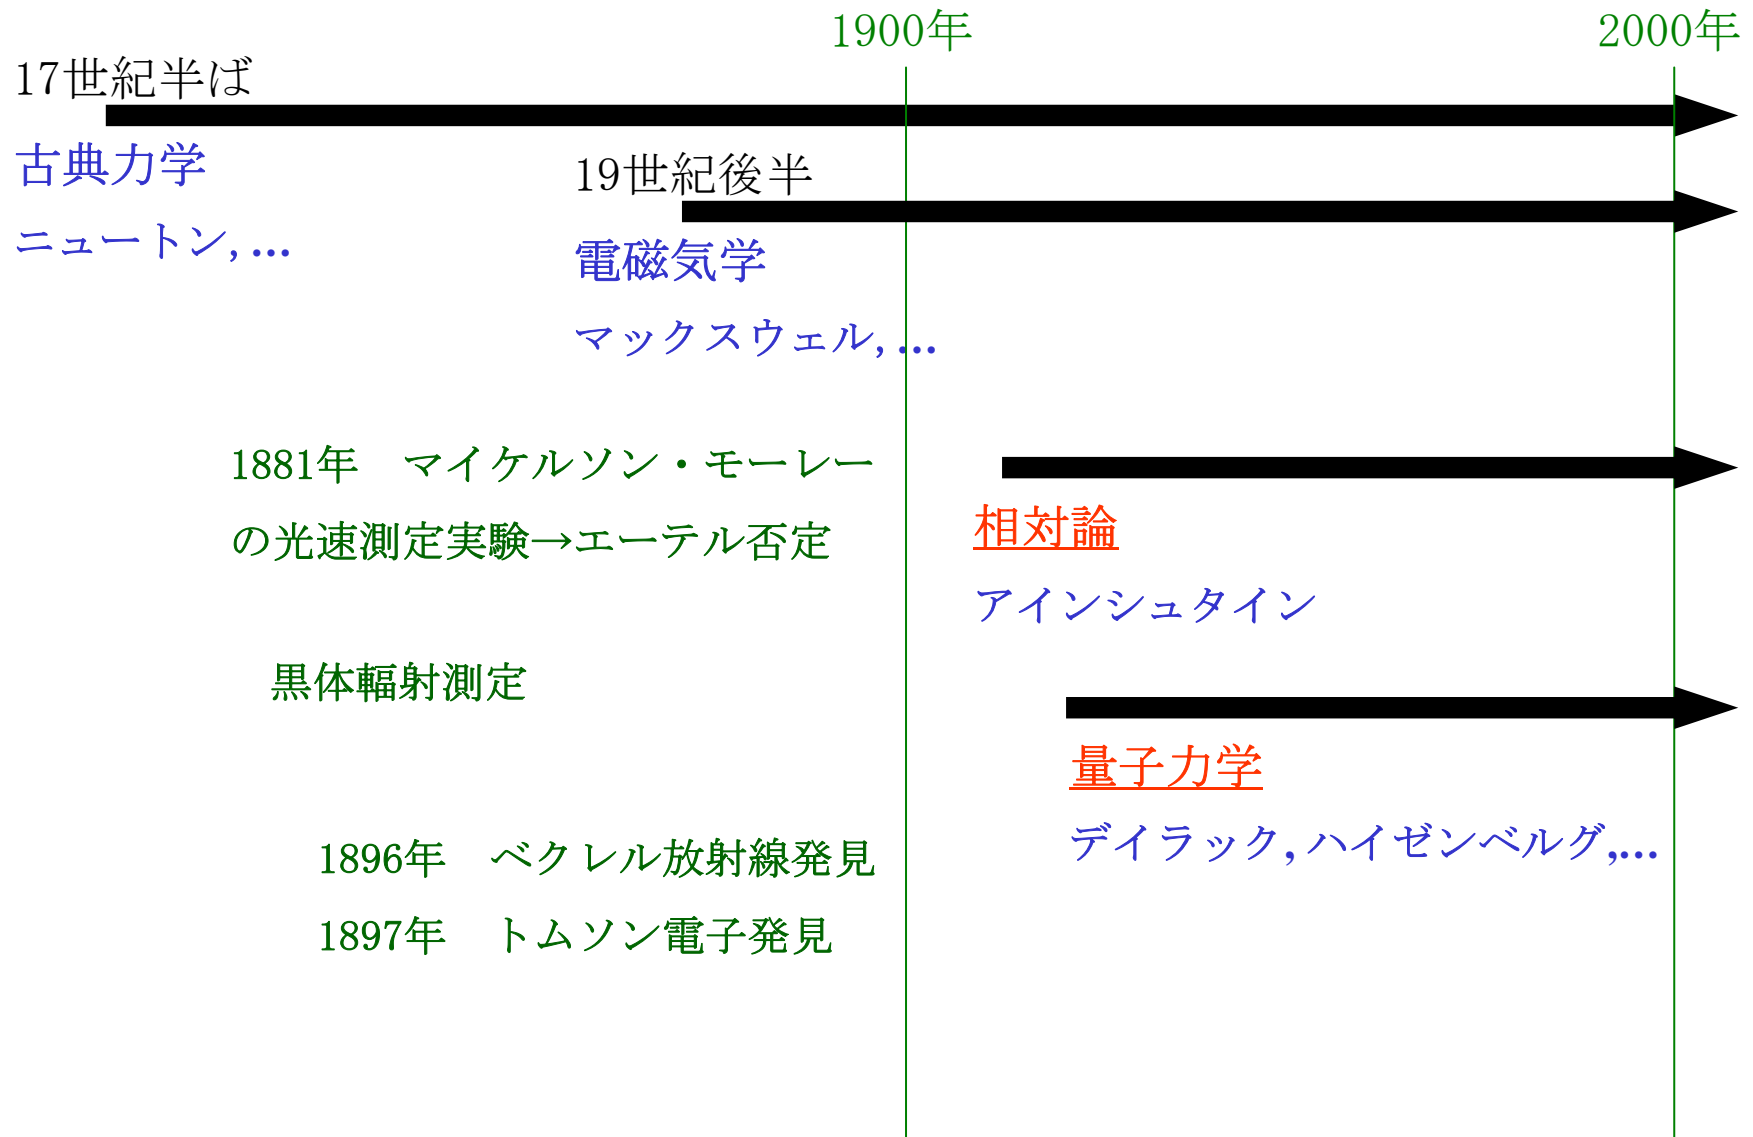 1900年
2000年
17世紀半ば
古典力学
ニュートン,…
19世紀後半
電磁気学
マックスウェル,…
1881年　マイケルソン・モーレー
の光速測定実験→エーテル否定
相対論
アインシュタイン
黒体輻射測定
量子力学
デイラック,ハイゼンベルグ,…
1896年　ベクレル放射線発見
1897年　トムソン電子発見